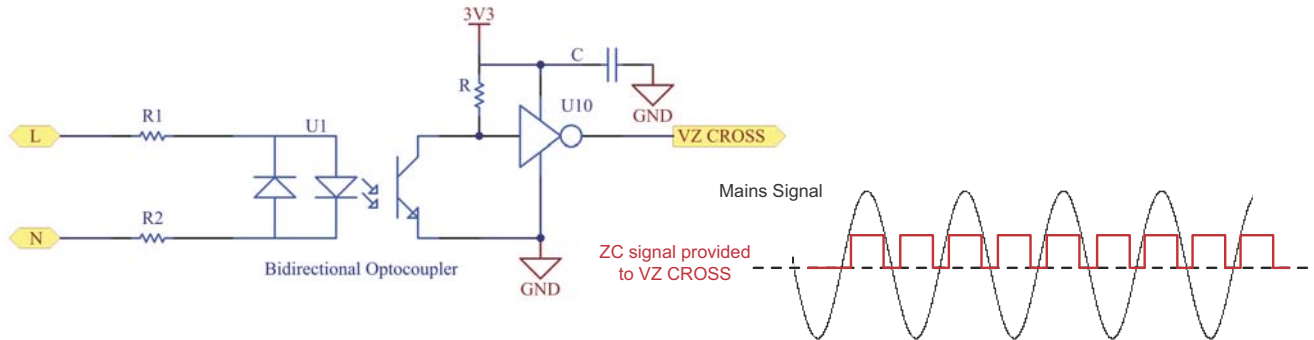 3V3
C
R
U10
GND
R1
U1
L
VZ CROSS
R2
N
Mains Signal
ZC signal provided
to VZ CROSS
Bidirectional Optocoupler
GND